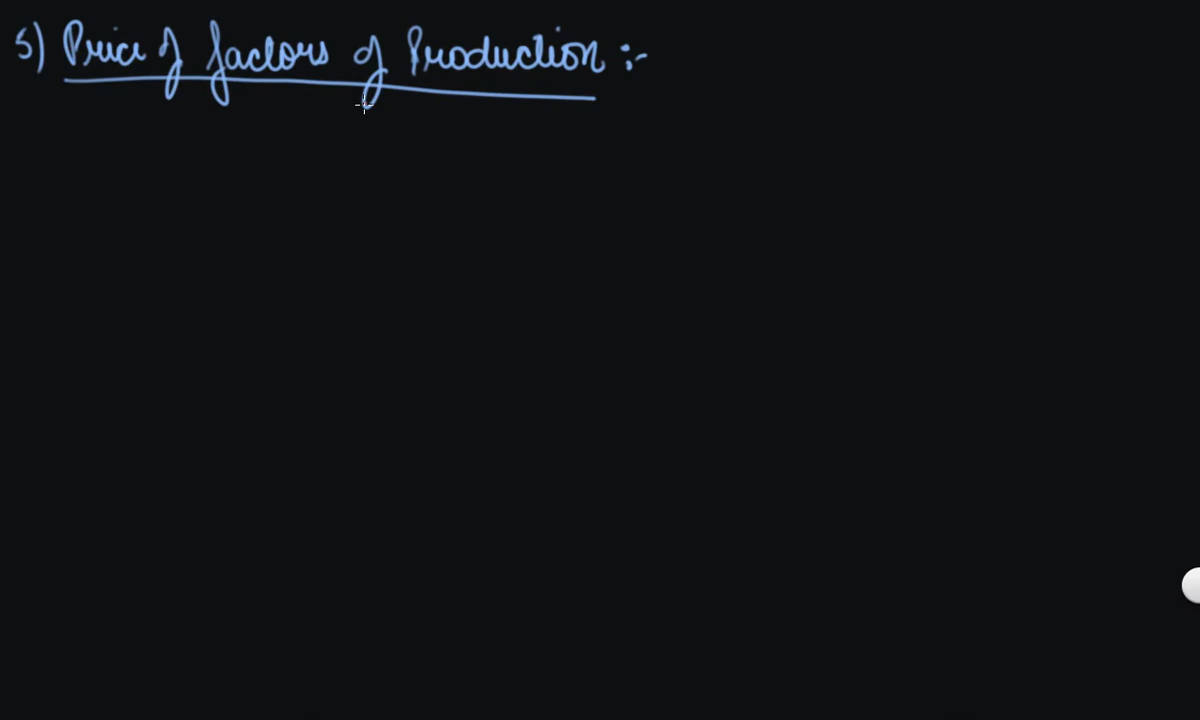 5) Price of factors of Production :-